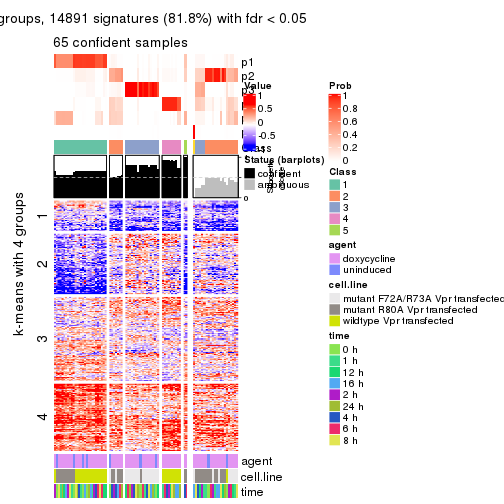 groups, 14891 signatures (81.8%) with fdr < 0.05
65 confident samples
p1
p2
Value
1
0.5
0
-0.5
-1
Prob
1
0.8
0.6
0.4
0.2
0
Class
Status (barplots)
confident
ambiguous
0
Class
1
2
3
4
5
agent
doxycycline
uninduced
cell.line
mutant F72A/R73A Vpr transfected
mutant R80A Vpr transfected
wildtype Vpr transfected
time
0 h
1 h
12 h
16 h
2 h
24 h
4 h
6 h
8 h
k-means with 4 groups
1
2
3
4
agent
cell.line
time